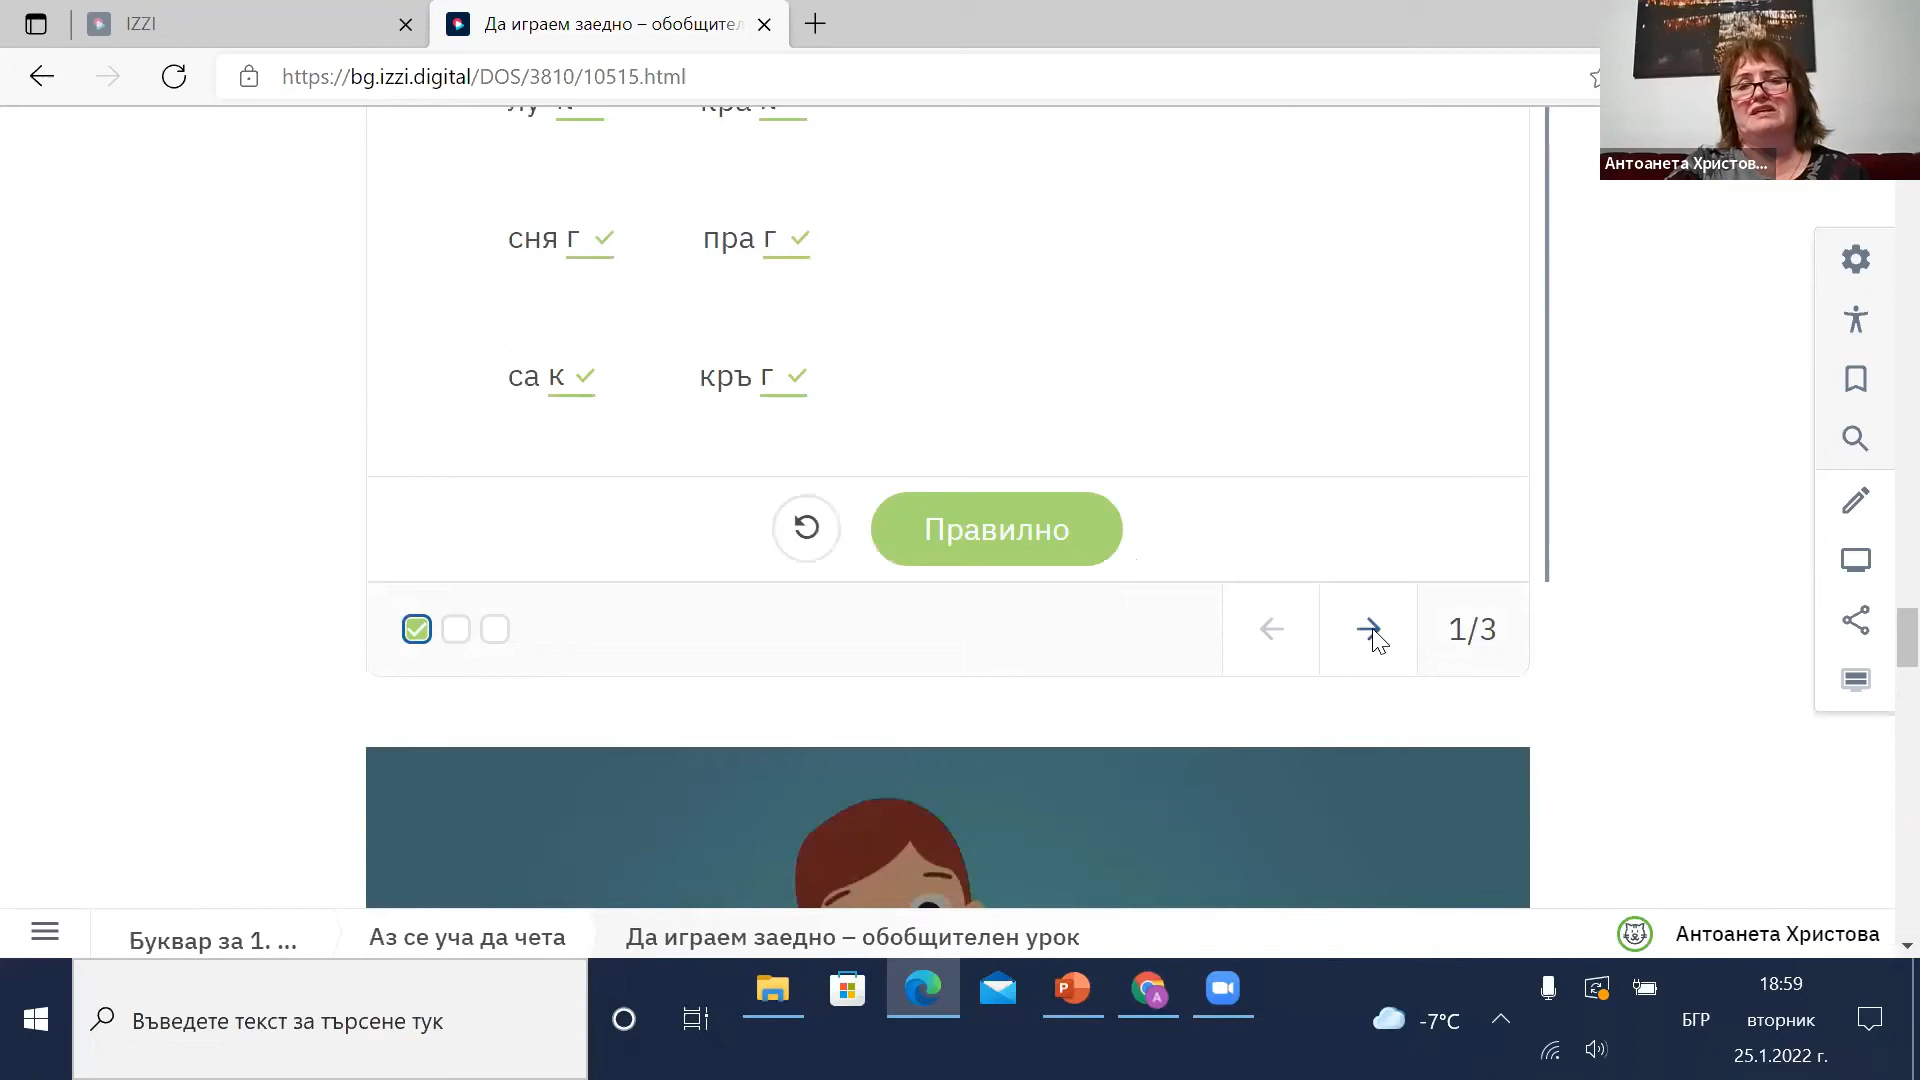 IZZI
Да играем заедно – обобщител
https://bg.izzi.digital/DOS/3810/10515.html
Антоанета Христов...
лу к кра к
сня г пра г
са к кръ г
Правилно
1/3
Буквар за 1. ...
Аз се уча да чета
Да играем заедно – обобщителен урок
Антоанета Христова
Въведете текст за търсене тук
-7°C
БГР
18:59
вторник
25.1.2022 г.